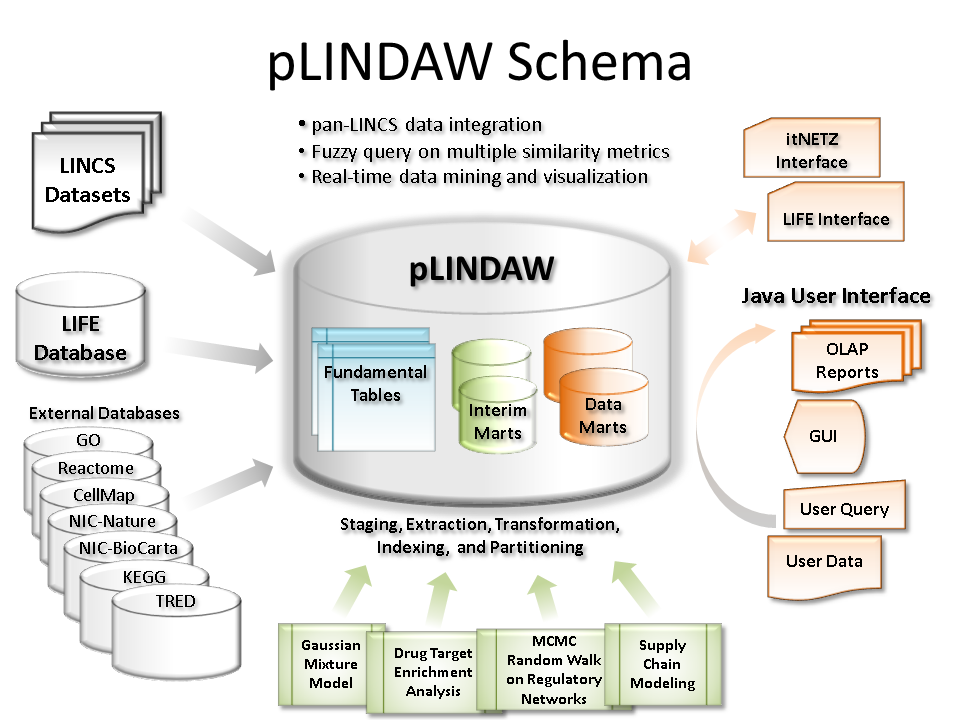 pLINDAW Schema
• pan-LINCS data integration
• Fuzzy query on multiple similarity metrics
• Real-time data mining and visualization
LINCS
Datasets
LIFE
Database
External Databases
GO
Reactome
CellMap
NIC-Nature
NIC-BioCarta
KEGG
TRED
pLINDAW
Fundamental
Tables
Interim
Marts
Data
Marts
Staging, Extraction, Transformation,
Indexing, and Partitioning
Gaussian
Mixture
Model
Drug Target
Enrichment
Analysis
MCMC
Random Walk
on Regulatory
Networks
Supply
Chain
Modeling
itNETZ
Interface
LIFE Interface
Java User Interface
OLAP
Reports
GUI
User Query
User Data